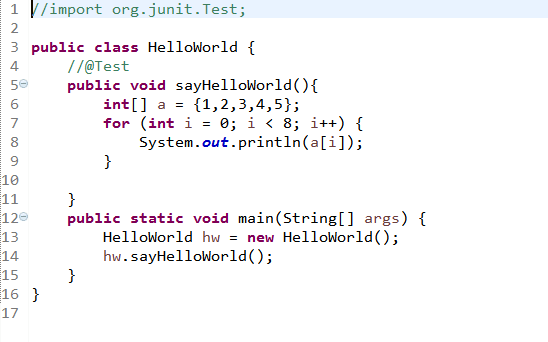 1 //import org.junit.Test;
2
3 public class HelloWorld {
4     //@Test
5     public void sayHelloWorld(){
6         int[] a = {1,2,3,4,5};
7         for (int i = 0; i < 8; i++) {
8             System.out.println(a[i]);
9         }
10
11     }
12     public static void main(String[] args) {
13         HelloWorld hw = new HelloWorld();
14         hw.sayHelloWorld();
15     }
16 }
17